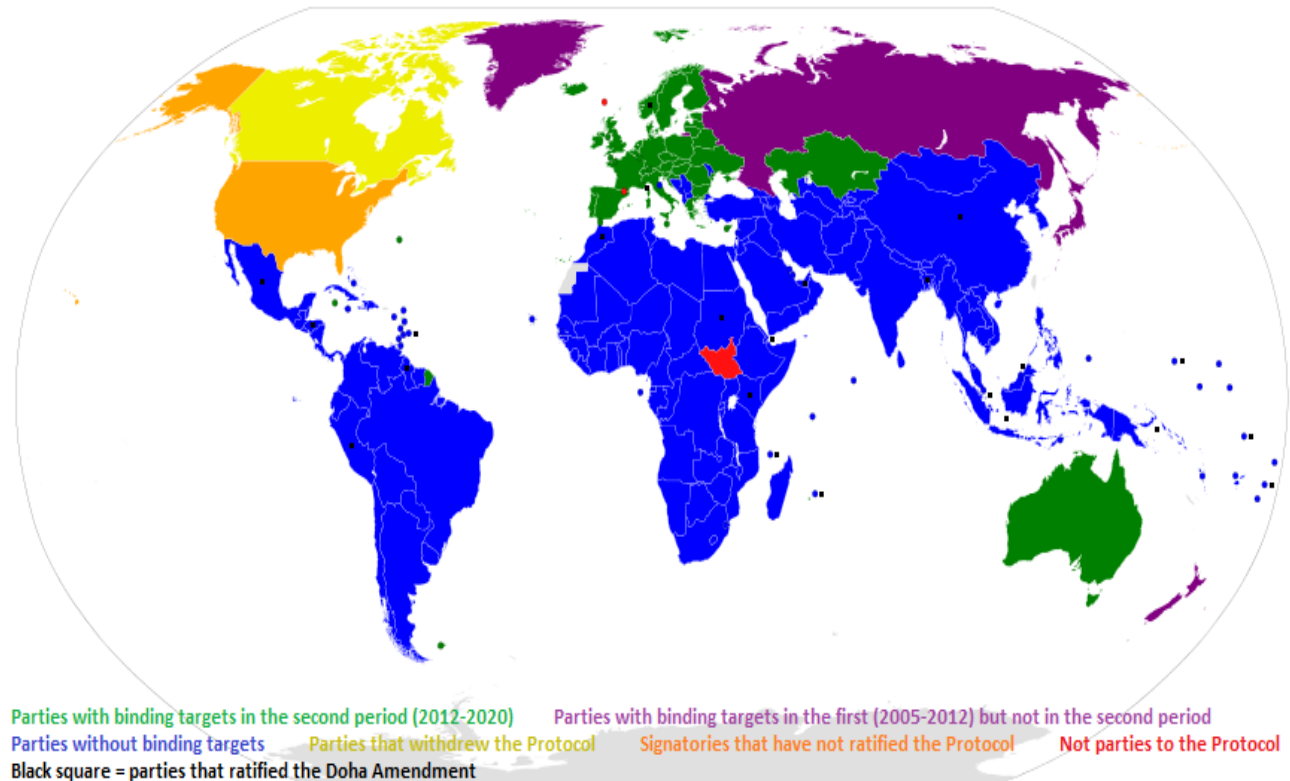 Parties with binding targets in the second period (2012-2020) Parties with binding targets in the first (2005-2012) but not in the second period
Parties without binding targets Parties that withdrew the Protocol Signatories that have not ratified the Protocol Not parties to the Protocol
Black square = parties that ratified the Doha Amendment